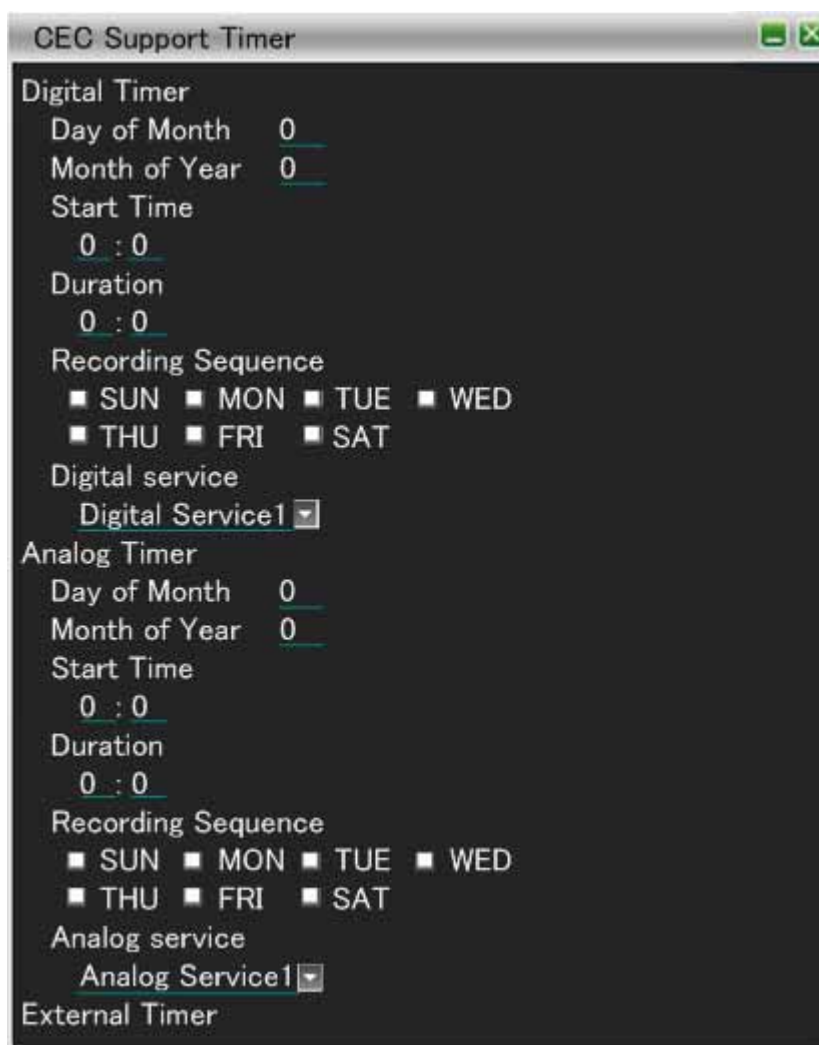 CEC Support Timer
Digital Timer
Day of Month 0
Month of Year 0
Start Time
0 : 0
Duration
0 : 0
Recording Sequence
SUN MON TUE WED
THU FRI SAT
Digital service
Digital Service1
Analog Timer
Day of Month 0
Month of Year 0
Start Time
0 : 0
Duration
0 : 0
Recording Sequence
SUN MON TUE WED
THU FRI SAT
Analog service
Analog Service1
External Timer